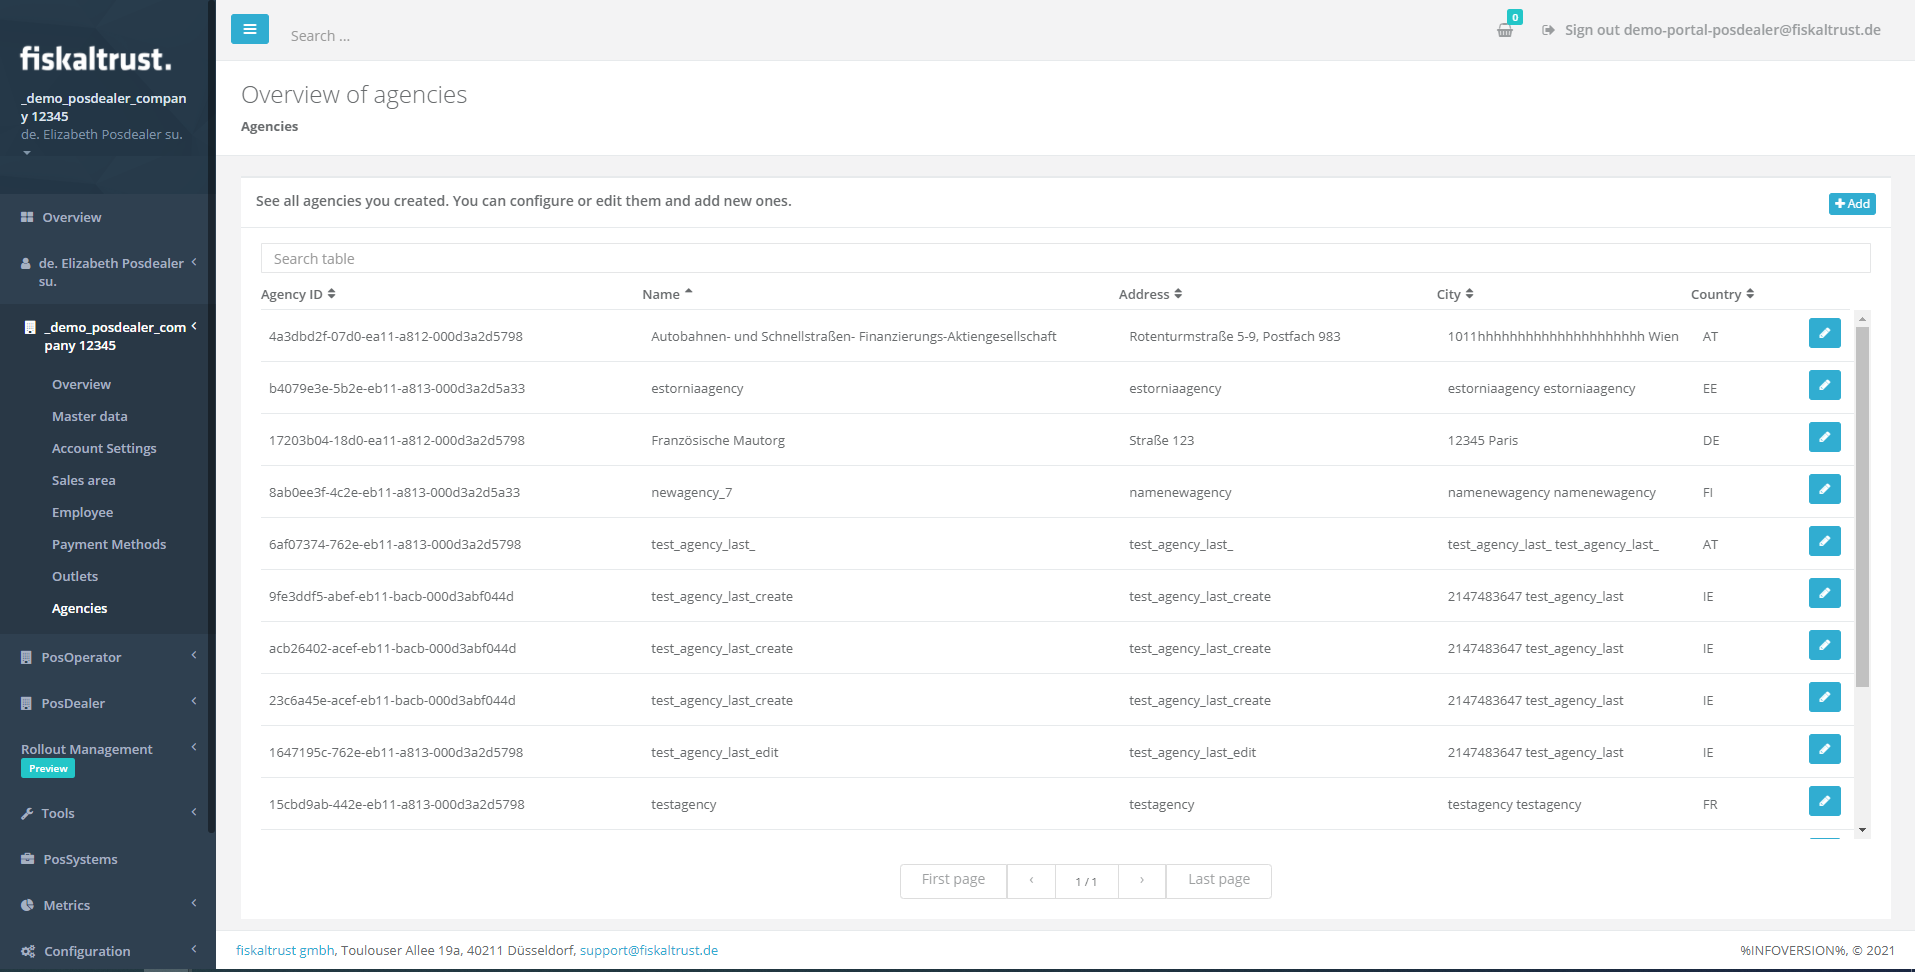 fiskaltrust.
_demo_posdealer_compan
y 12345
de. Elizabeth Posdealer su.
Overview
de. Elizabeth Posdealer
su.
_demo_posdealer_com
pany 12345
Overview
Master data
Account Settings
Sales area
Employee
Payment Methods
Outlets
Agencies
PosOperator
PosDealer
Rollout Management
Preview
Tools
PosSystems
Metrics
Configuration
Search ...
0
Sign out demo-portal-posdealer@fiskaltrust.de
Overview of agencies
Agencies
See all agencies you created. You can configure or edit them and add new ones.
Add
Search table
Agency ID Name Address City Country
4a3dbd2f-07d0-ea11-a812-000d3a2d5798 Autobahnen- und Schnellstraßen- Finanzierungs-Aktiengesellschaft Rotenturmstraße 5-9, Postfach 983 1011hhhhhhhhhhhhhhhhhhhhh Wien AT
b4079e3e-5b2e-eb11-a813-000d3a2d5a33 estorniaagency estorniaagency estorniaagency estorniaagency EE
17203b04-18d0-ea11-a812-000d3a2d5798 Französische Mautorg Straße 123 12345 Paris DE
8ab0ee3f-4c2e-eb11-a813-000d3a2d5a33 newagency_7 namenewagency namenewagency namenewagency FI
6af07374-762e-eb11-a813-000d3a2d5798 test_agency_last_ test_agency_last_ test_agency_last_ test_agency_last_ AT
9fe3ddf5-abef-eb11-bacb-000d3abf044d test_agency_last_create test_agency_last_create 2147483647 test_agency_last IE
acb26402-acef-eb11-bacb-000d3abf044d test_agency_last_create test_agency_last_create 2147483647 test_agency_last IE
23c6a45e-acef-eb11-bacb-000d3abf044d test_agency_last_create test_agency_last_create 2147483647 test_agency_last IE
1647195c-762e-eb11-a813-000d3a2d5798 test_agency_last_edit test_agency_last_edit 2147483647 test_agency_last IE
15cbd9ab-442e-eb11-a813-000d3a2d5798 testagency testagency testagency testagency FR
First page ‹ 1 / 1 › Last page
fiskaltrust gmbh, Toulouser Allee 19a, 40211 Düsseldorf, support@fiskaltrust.de
%INFOVERSION%, © 2021